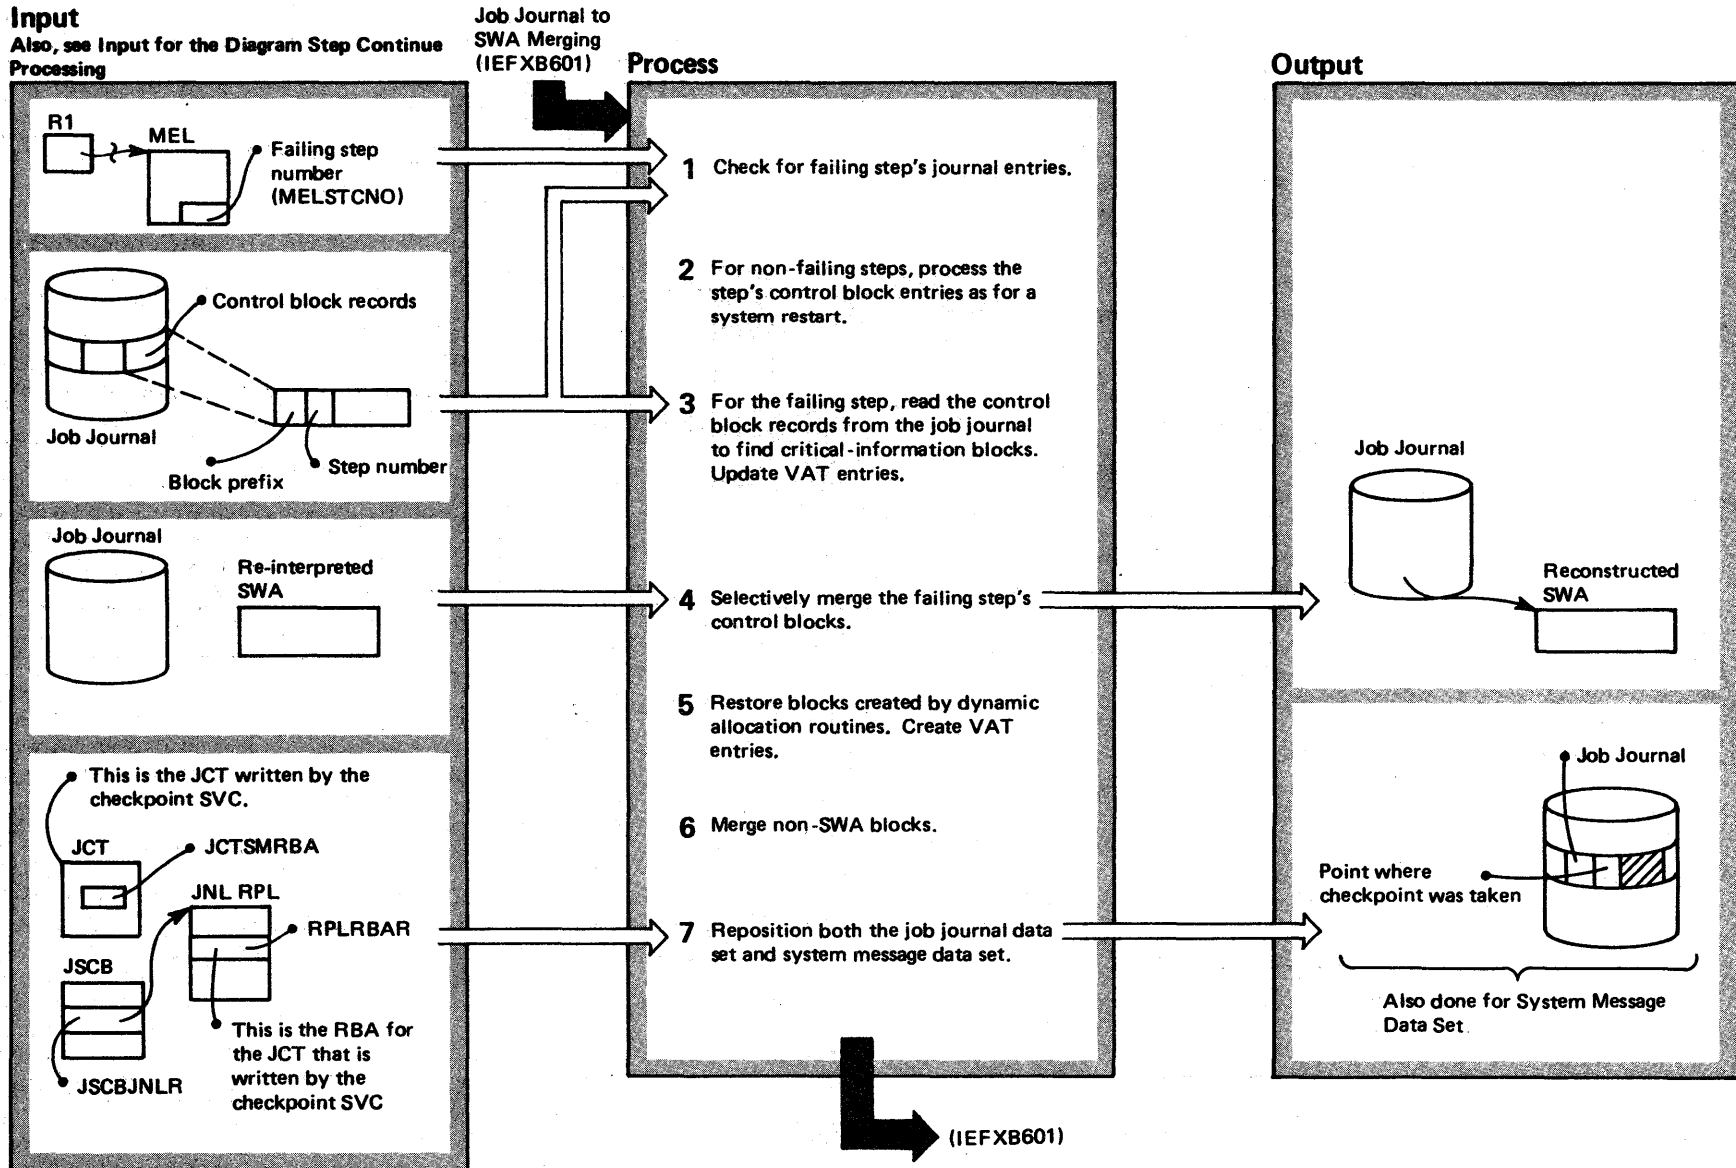 Input
Also, see Input for the Diagram Step Continue
Processing
Job Journal to
SWA Merging
(IEFXB601)
Process
Output
R1
MEL
Failing step
number
(MELSTCNO)
Control block records
Job Journal
Block prefix
Step number
Job Journal
Re-interpreted
SWA
This is the JCT written by the
checkpoint SVC.
JCT
JCTSMRBA
JNL RPL
RPLRBAR
JSCB
This is the RBA for
the JCT that is
written by the
checkpoint SVC
JSCBJNLR
1 Check for failing step's journal entries.
2 For non-failing steps, process the
step's control block entries as for a
system restart.
3 For the failing step, read the control
block records from the job journal
to find critical-information blocks.
Update VAT entries.
4 Selectively merge the failing step's
control blocks.
5 Restore blocks created by dynamic
allocation routines. Create VAT
entries.
6 Merge non-SWA blocks.
7 Reposition both the job journal data
set and system message data set.
(IEFXB601)
Job Journal
Reconstructed
SWA
Job Journal
Point where
checkpoint was taken
Also done for System Message
Data Set